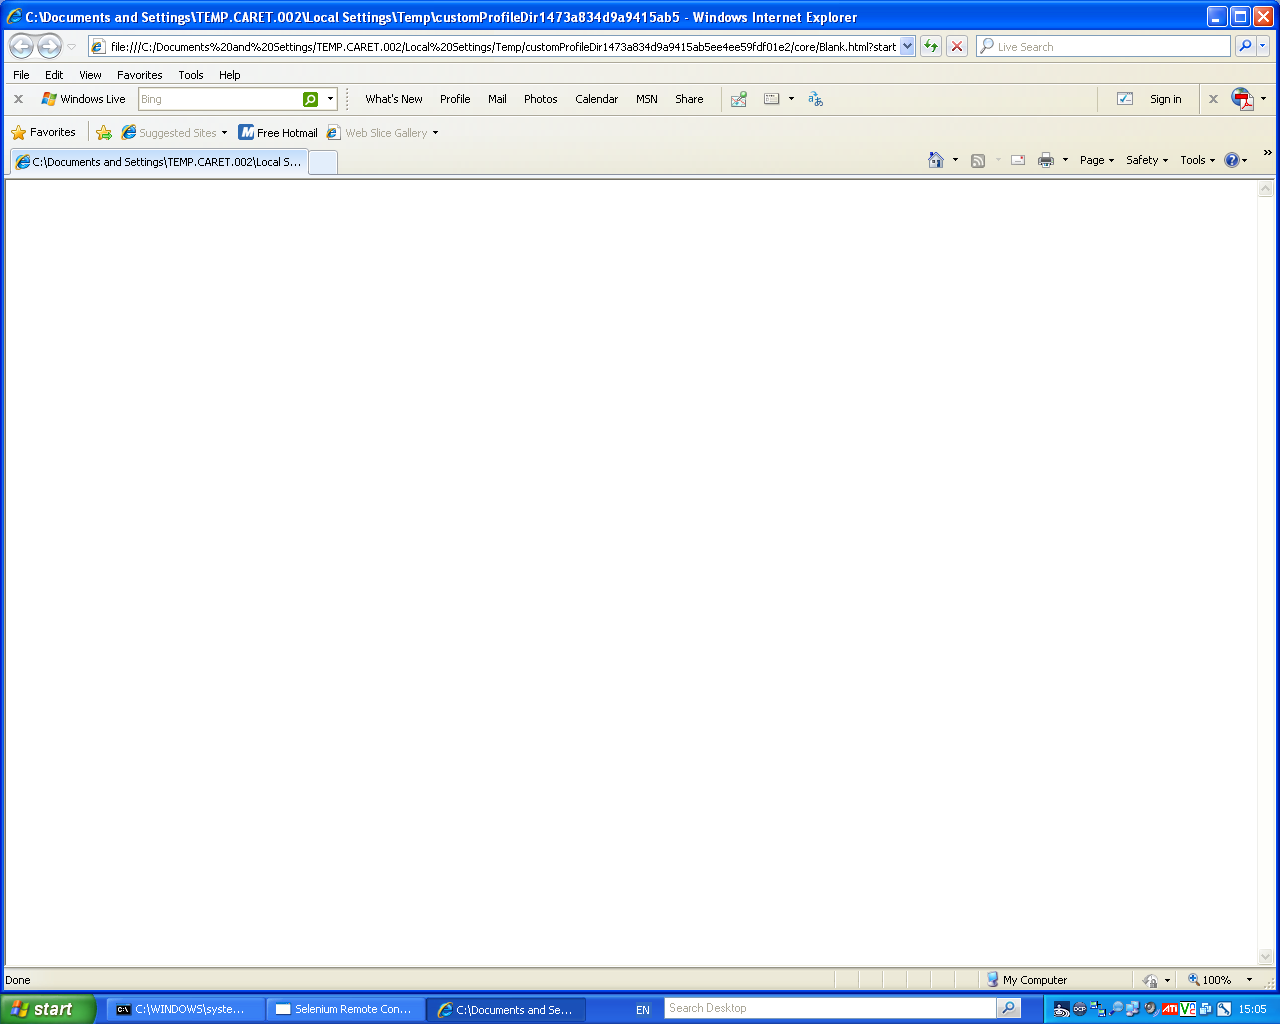 C:\Documents and Settings\TEMP.CARET.002\Local Settings\Temp\customProfileDir1473a834d9a9415ab5 - Windows Internet Explorer
file:///C:/Documents%20and%20Settings/TEMP.CARET.002/Local%20Settings/Temp/customProfileDir1473a834d9a9415ab5ee4ee59fdf01e2/core/Blank.html?start
Live Search
File Edit View Favorites Tools Help
x Windows Live Bing What's New Profile Mail Photos Calendar MSN Share Sign in x
Favorites Suggested Sites Free Hotmail Web Slice Gallery
C:\Documents and Settings\TEMP.CARET.002\Local S... Page Safety Tools »
Done My Computer 100%
start C:\WINDOWS\syste... Selenium Remote Con... C:\Documents and Se... EN Search Desktop 15:05